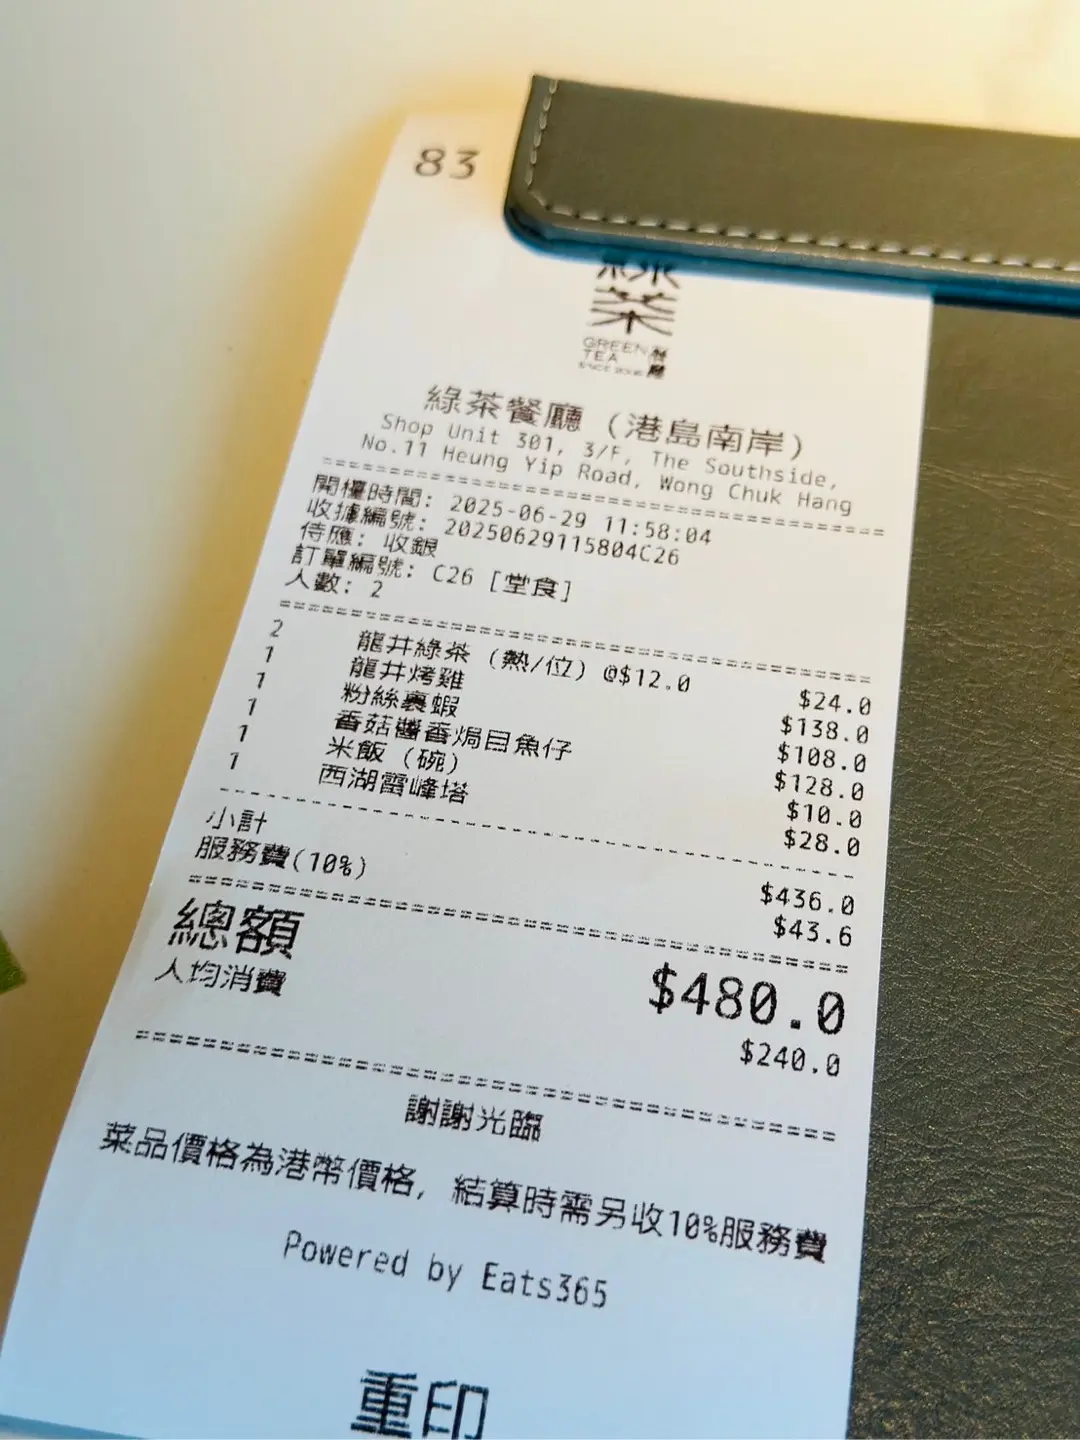 83
綠茶
GREEN 餐
TEA 廳
綠茶餐廳 (港島南岸)
Shop Unit 301, 3/F, The Southside,
No.11 Heung Yip Road, Wong Chuk Hang
開檯時間: 2025-06-29 11:58:04
收據編號: 20250629115804C26
侍應: 收銀
訂單編號: C26 [堂食]
人數: 2
2 龍井綠茶 (熱/位) @$12.0 $24.0
1 龍井烤雞 $138.0
1 粉絲裹蝦 $108.0
1 香菇醬香焗目魚仔 $128.0
1 米飯 (碗) $10.0
1 西湖雷峰塔 $28.0
小計 $436.0
服務費(10%) $43.6
總額 $480.0
人均消費 $240.0
謝謝光臨
菜品價格為港幣價格, 結算時需另收10%服務費
Powered by Eats365
重印